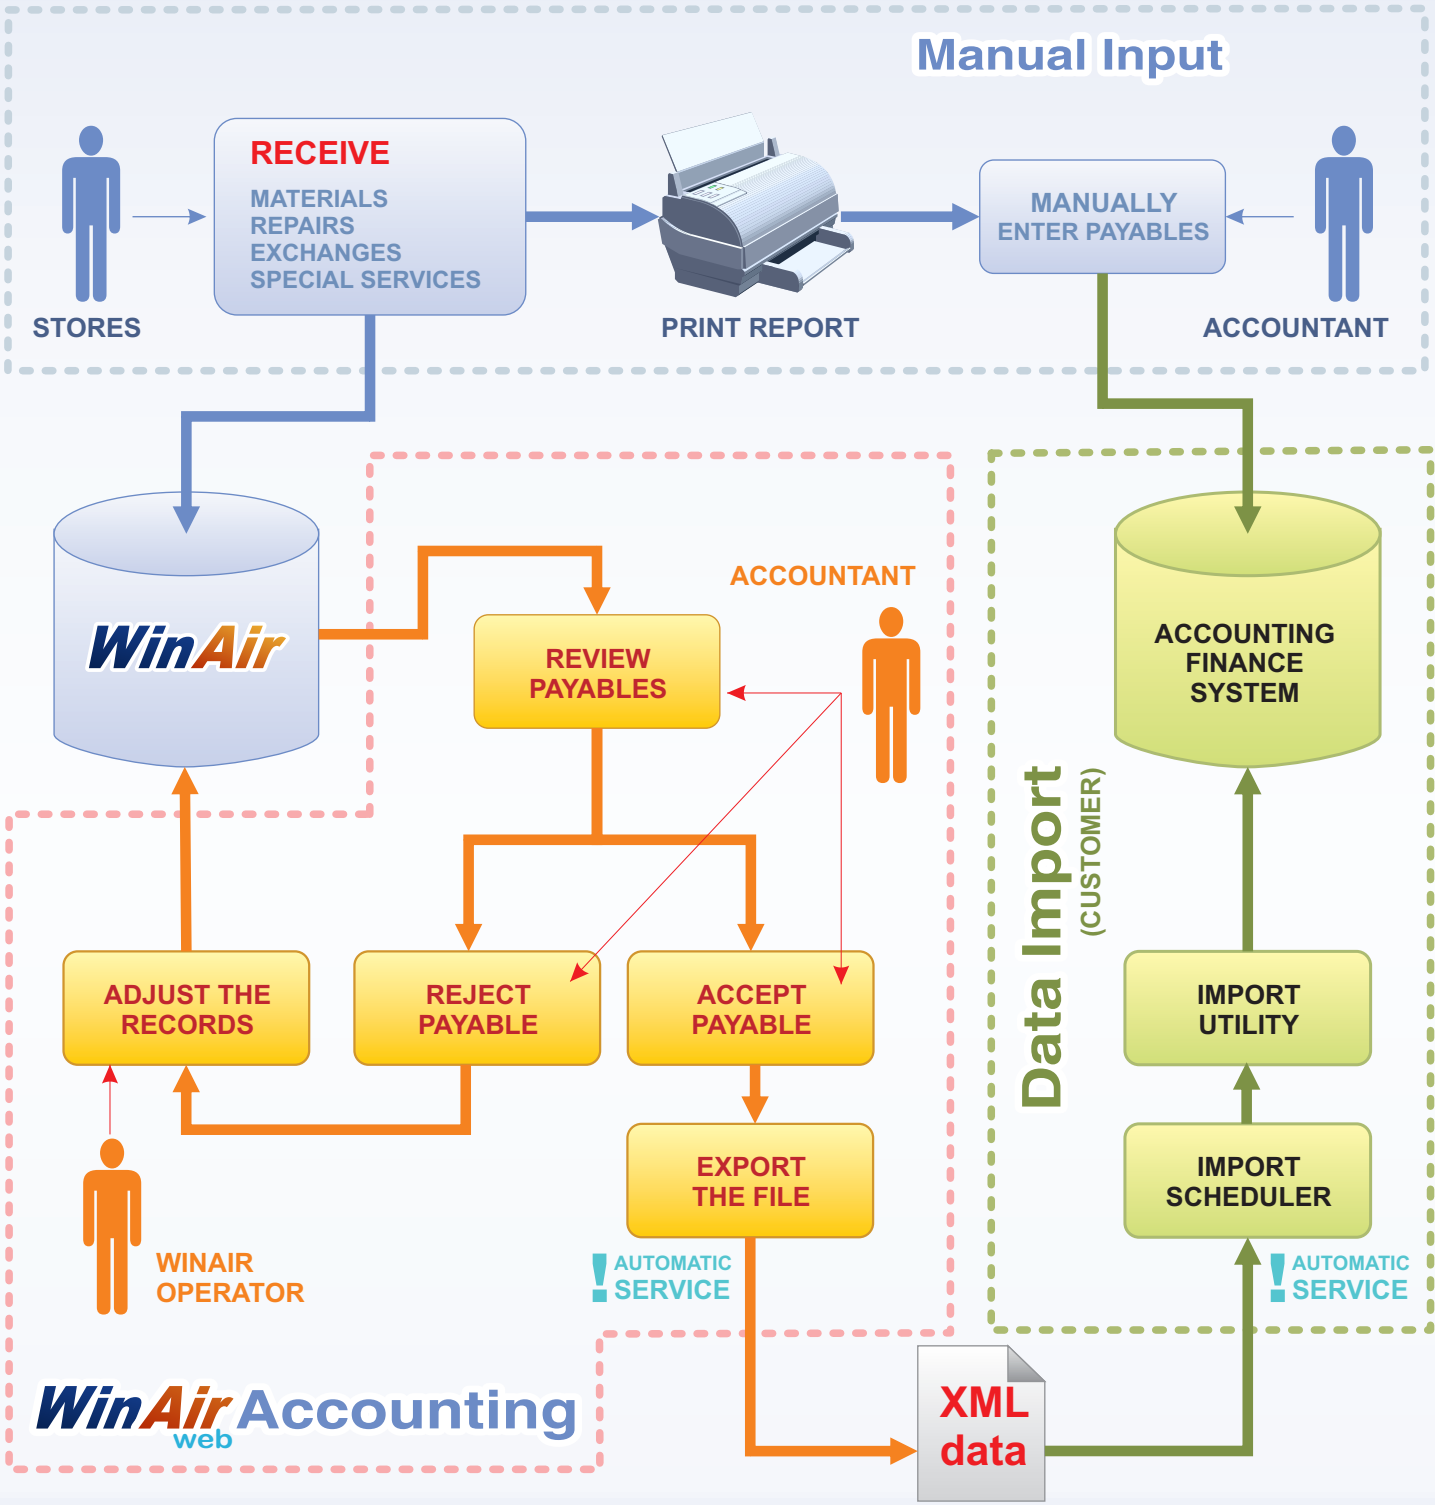 Manual Input
RECEIVE
MATERIALS
REPAIRS
EXCHANGES
SPECIAL SERVICES
MANUALLY
ENTER PAYABLES
STORES
PRINT REPORT
ACCOUNTANT
WinAir
ACCOUNTANT
REVIEW
PAYABLES
ACCOUNTING
FINANCE
SYSTEM
Data Import
(CUSTOMER)
ADJUST THE
RECORDS
REJECT
PAYABLE
ACCEPT
PAYABLE
IMPORT
UTILITY
EXPORT
THE FILE
IMPORT
SCHEDULER
WINAIR
OPERATOR
! AUTOMATIC
SERVICE
! AUTOMATIC
SERVICE
WinAir Accounting
web
XML
data